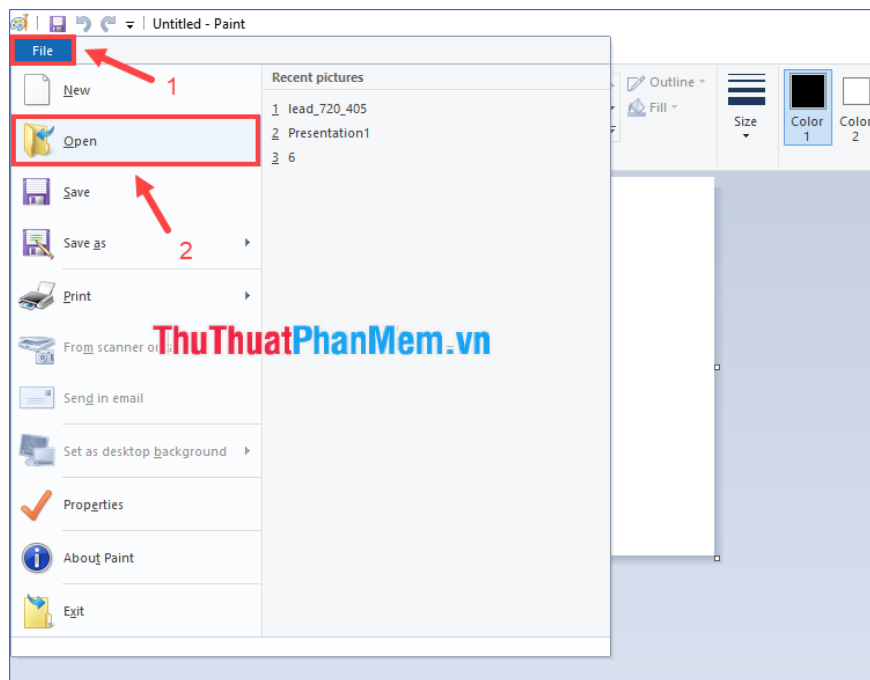 Untitled - Paint
File
1
New
Open
2
Save
Save as
Print
From scanner or
Send in email
Set as desktop background
Properties
About Paint
Exit
Recent pictures
1 lead_720_405
2 Presentation1
3 6
Outline
Fill
Size
Color 1
Color 2
ThuThuatPhanMem.vn